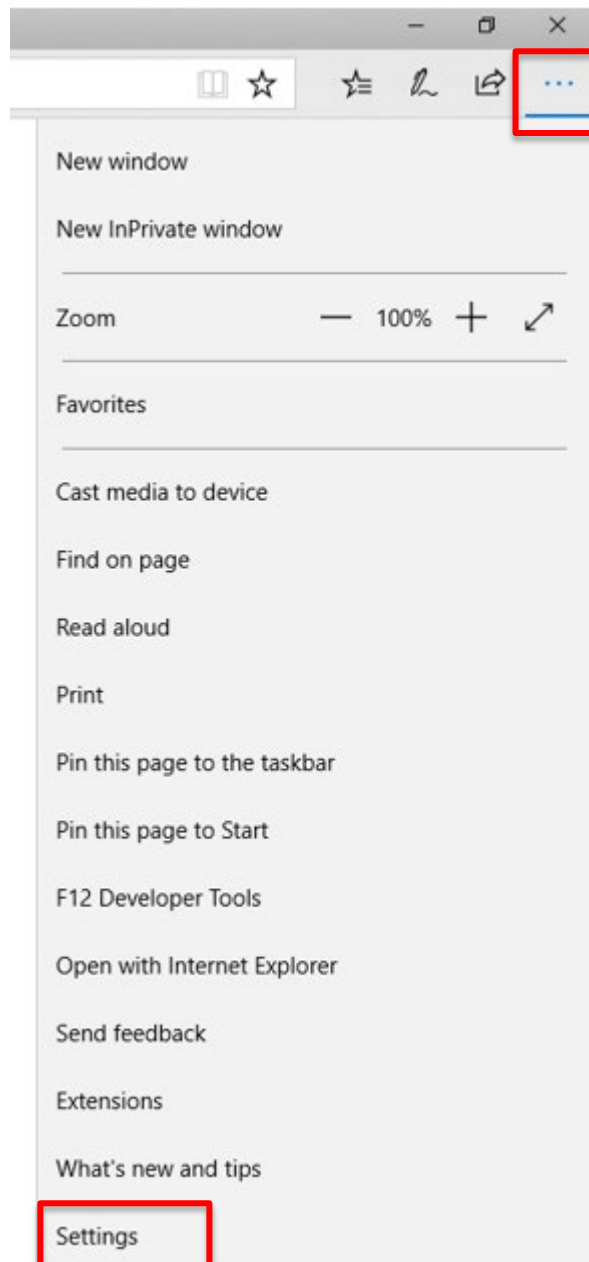 New window
New InPrivate window
Zoom 100%
Favorites
Cast media to device
Find on page
Read aloud
Print
Pin this page to the taskbar
Pin this page to Start
F12 Developer Tools
Open with Internet Explorer
Send feedback
Extensions
What's new and tips
Settings